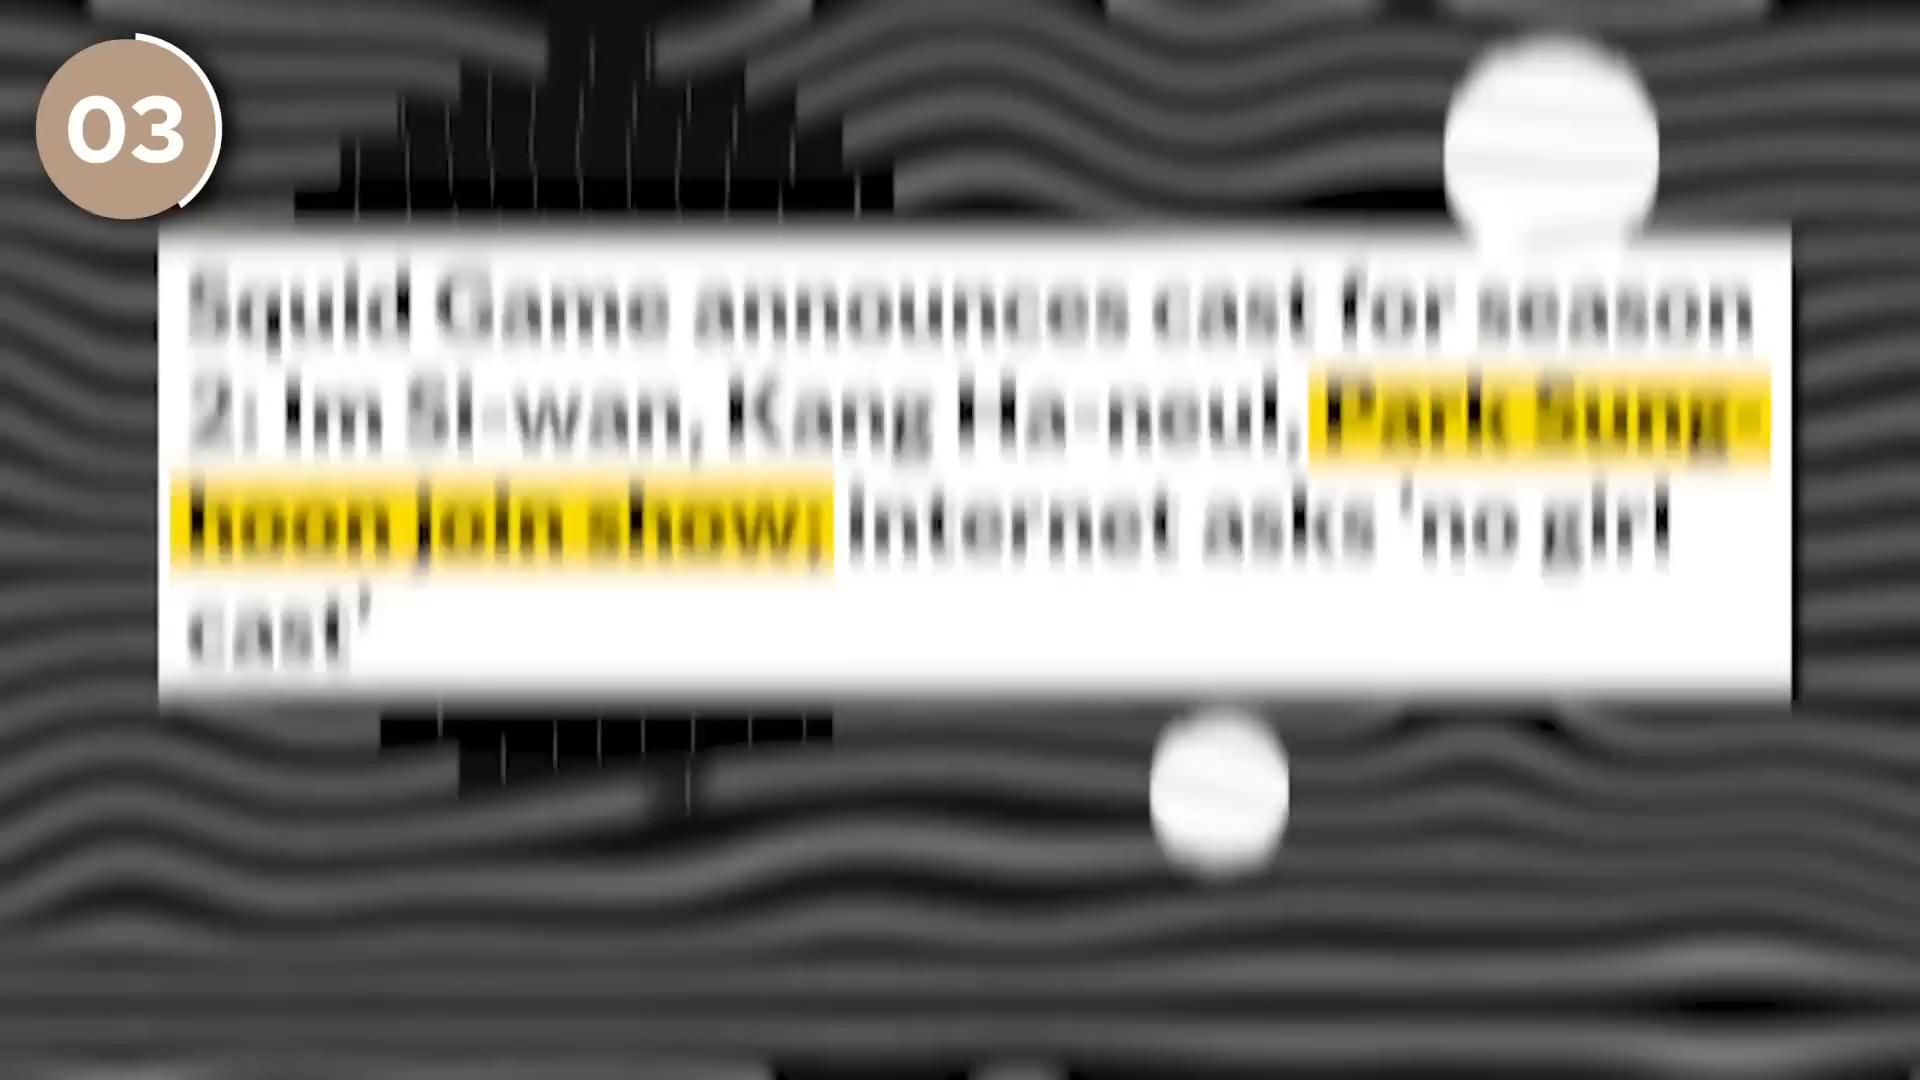 03
Squid Game announces cast for season
2: Im Si-wan, Kang Ha-neul, Park Sung-
hoon join show; Internet asks 'no girl
cast'